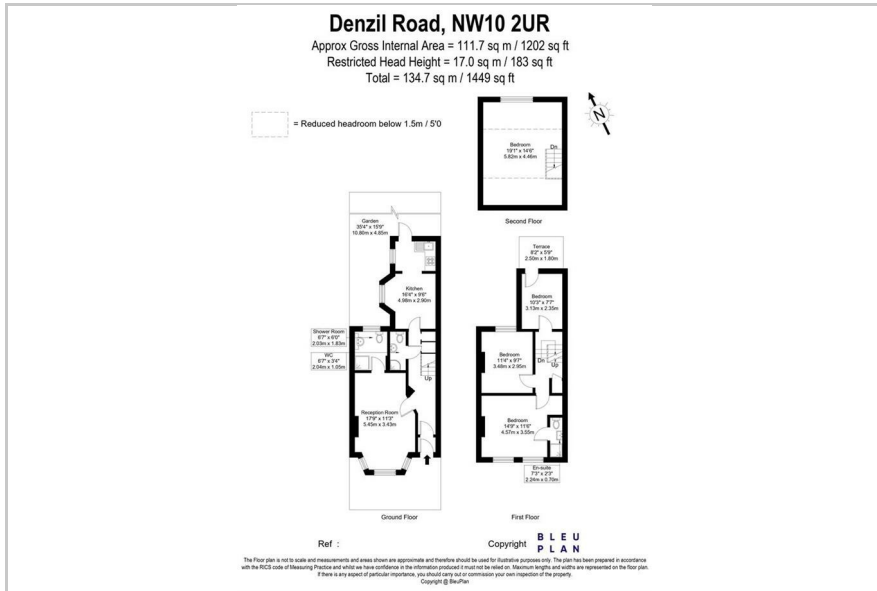 Denzil Road, NW10 2UR
Approx Gross Internal Area = 111.7 sq m / 1202 sq ft
Restricted Head Height = 17.0 sq m / 183 sq ft
Total = 134.7 sq m / 1449 sq ft
= Reduced headroom below 1.5m / 5'0
N
Bedroom
19'1" x 14'8"
5.82m x 4.46m
Dn
Second Floor
Garden
35'4" x 15'9"
10.80m x 4.85m
Kitchen
16'4" x 9'6"
4.98m x 2.90m
Shower Room
6'7" x 6'0"
2.03m x 1.83m
WC
6'7" x 3'4"
2.04m x 1.05m
Up
Reception Room
17'9" x 11'3"
5.45m x 3.43m
Ground Floor
Terrace
8'2" x 5'9"
2.50m x 1.80m
Bedroom
10'3" x 7'7"
3.13m x 2.35m
Bedroom
11'4" x 9'7"
3.48m x 2.95m
Dn
Up
Bedroom
14'9" x 11'6"
4.57m x 3.55m
En-suite
7'3" x 2'3"
2.24m x 0.70m
First Floor
Ref :
Copyright
BLEU
PLAN
The Floor plan is not to scale and measurements and areas shown are approximate and therefore should be used for illustrative purposes only. The plan has been prepared in accordance
with the RICS code of Measuring Practice and whilst we have confidence in the information produced it must not be relied on. Maximum lengths and widths are represented on the floor plan.
If there is any aspect of particular importance, you should carry out or commission your own inspection of the property.
Copyright @ BleuPlan